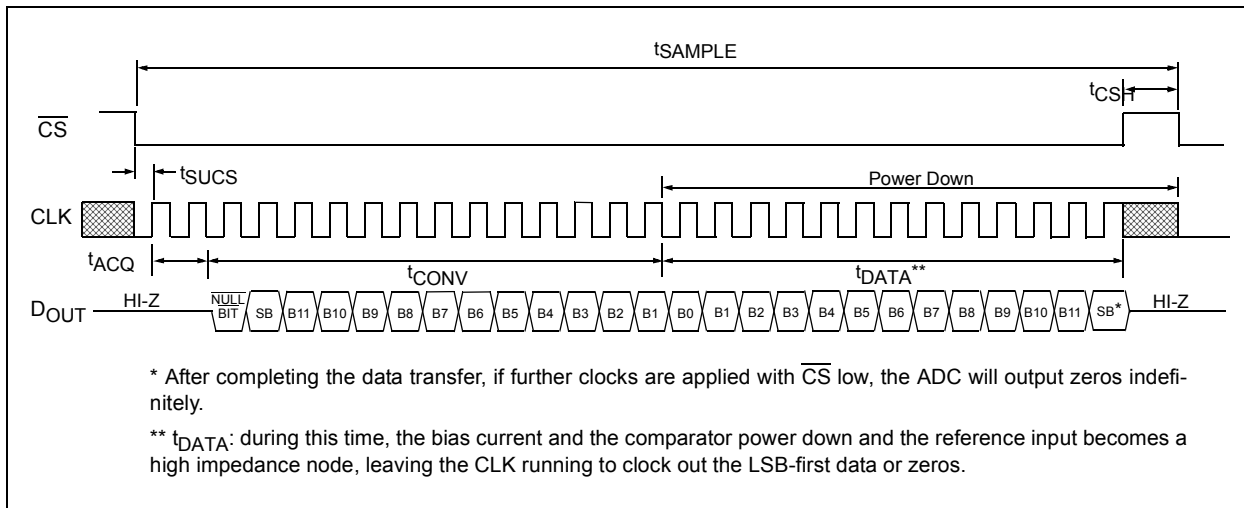 tSAMPLE
tCSH
CS
tSUCS
Power Down
CLK
tACQ
tCONV
tDATA**
DOUT HI-Z NULL BIT SB B11 B10 B9 B8 B7 B6 B5 B4 B3 B2 B1 B0 B1 B2 B3 B4 B5 B6 B7 B8 B9 B10 B11 SB* HI-Z
* After completing the data transfer, if further clocks are applied with CS low, the ADC will output zeros indefi-
nitely.
** tDATA: during this time, the bias current and the comparator power down and the reference input becomes a
high impedance node, leaving the CLK running to clock out the LSB-first data or zeros.